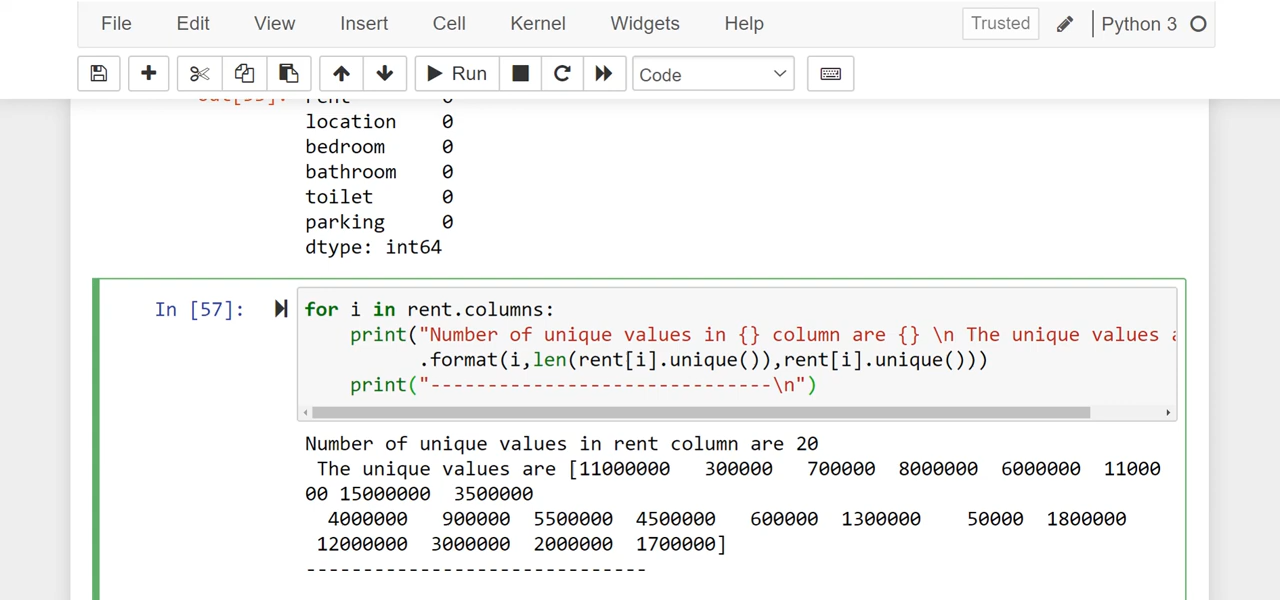 File Edit View Insert Cell Kernel Widgets Help Trusted Python 3
Run Code
location 0
bedroom 0
bathroom 0
toilet 0
parking 0
dtype: int64
In [57]: for i in rent.columns:
print("Number of unique values in {} column are {} \n The unique values
.format(i,len(rent[i].unique()),rent[i].unique()))
print("------------------------------\n")
Number of unique values in rent column are 20
The unique values are [11000000 300000 700000 8000000 6000000 11000
00 15000000 3500000
4000000 900000 5500000 4500000 600000 1300000 50000 1800000
12000000 3000000 2000000 1700000]
------------------------------